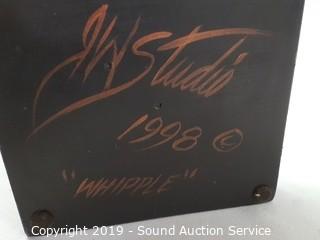 JW Studio
1998 ©
"WHIPPLE"
Copyright 2019 - Sound Auction Service